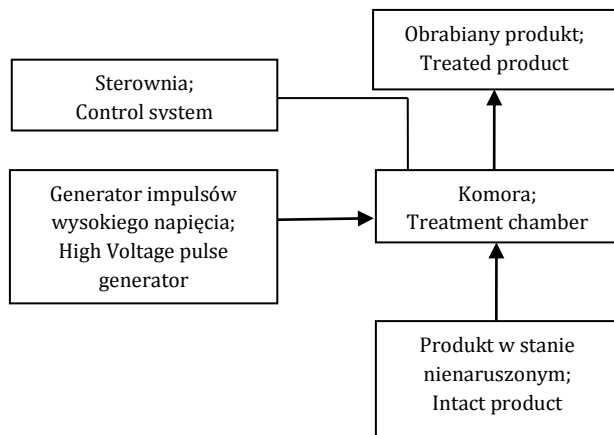 Obrabiany produkt;
Treated product
Sterownia;
Control system
Generator impulsów
wysokiego napięcia;
High Voltage pulse
generator
Komora;
Treatment chamber
Produkt w stanie
nienaruszonym;
Intact product